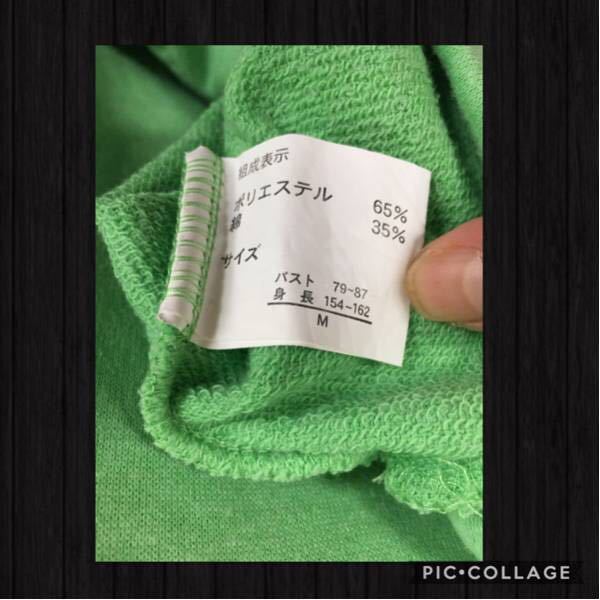 組成表示
ポリエステル 65%
綿 35%
サイズ
バスト 79~87
身長 154-162
M
PIC•COLLAGE